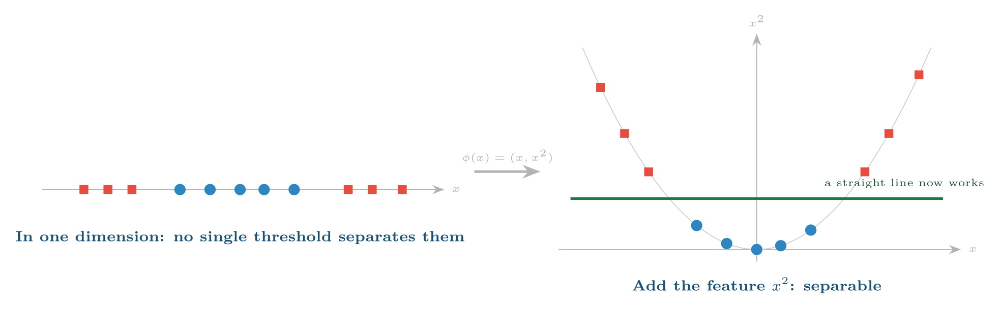 x
In one dimension: no single threshold separates them
ϕ(x) = (x, x²)
x²
a straight line now works
x
Add the feature x²: separable